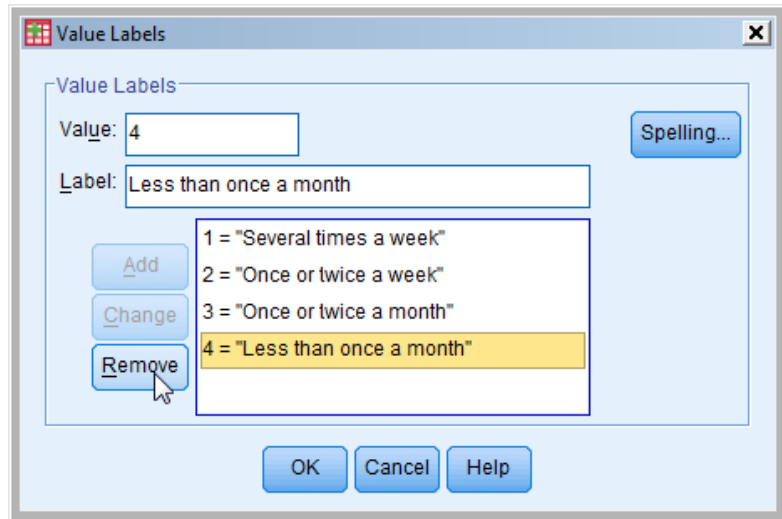 Value Labels
Value Labels
Value: 4
Spelling...
Label: Less than once a month
1 = "Several times a week"
Add
2 = "Once or twice a week"
Change
3 = "Once or twice a month"
Remove
4 = "Less than once a month"
OK Cancel Help